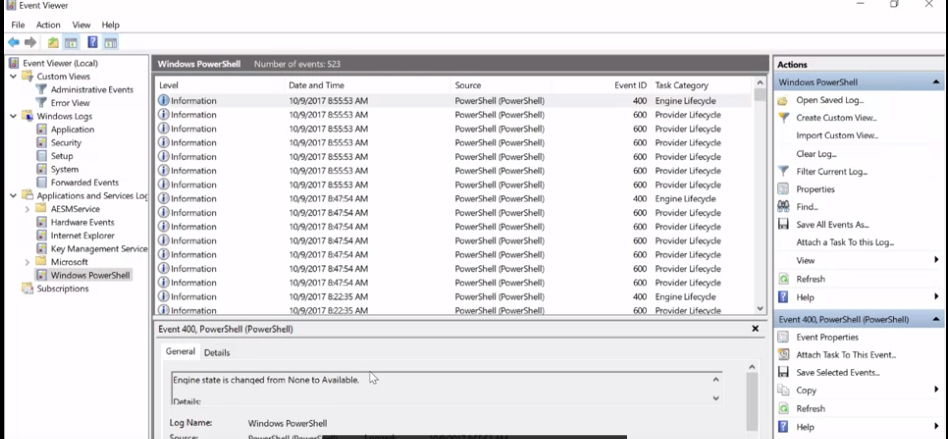 Event Viewer
File Action View Help
Event Viewer (Local)
Custom Views
Administrative Events
Error View
Windows Logs
Application
Security
Setup
System
Forwarded Events
Applications and Services Log
AESMService
Hardware Events
Internet Explorer
Key Management Service
Microsoft
Windows PowerShell
Subscriptions
Windows PowerShell Number of events: 523
Level Date and Time Source Event ID Task Category
Information 10/9/2017 8:55:53 AM PowerShell (PowerShell) 400 Engine Lifecycle
Information 10/9/2017 8:55:53 AM PowerShell (PowerShell) 600 Provider Lifecycle
Information 10/9/2017 8:55:53 AM PowerShell (PowerShell) 600 Provider Lifecycle
Information 10/9/2017 8:55:53 AM PowerShell (PowerShell) 600 Provider Lifecycle
Information 10/9/2017 8:55:53 AM PowerShell (PowerShell) 600 Provider Lifecycle
Information 10/9/2017 8:55:53 AM PowerShell (PowerShell) 600 Provider Lifecycle
Information 10/9/2017 8:55:53 AM PowerShell (PowerShell) 600 Provider Lifecycle
Information 10/9/2017 8:47:54 AM PowerShell (PowerShell) 400 Engine Lifecycle
Information 10/9/2017 8:47:54 AM PowerShell (PowerShell) 600 Provider Lifecycle
Information 10/9/2017 8:47:54 AM PowerShell (PowerShell) 600 Provider Lifecycle
Information 10/9/2017 8:47:54 AM PowerShell (PowerShell) 600 Provider Lifecycle
Information 10/9/2017 8:47:54 AM PowerShell (PowerShell) 600 Provider Lifecycle
Information 10/9/2017 8:47:54 AM PowerShell (PowerShell) 600 Provider Lifecycle
Information 10/9/2017 8:47:54 AM PowerShell (PowerShell) 600 Provider Lifecycle
Information 10/9/2017 8:22:35 AM PowerShell (PowerShell) 400 Engine Lifecycle
Information 10/9/2017 8:22:35 AM PowerShell (PowerShell) 600 Provider Lifecycle
Event 400, PowerShell (PowerShell)
General Details
Engine state is changed from None to Available.
Details:
Log Name: Windows PowerShell
Source:
Actions
Windows PowerShell
Open Saved Log...
Create Custom View...
Import Custom View...
Clear Log...
Filter Current Log...
Properties
Find...
Save All Events As...
Attach a Task To this Log...
View
Refresh
Help
Event 400, PowerShell (PowerShell)
Event Properties
Attach Task To This Event...
Save Selected Events...
Copy
Refresh
Help